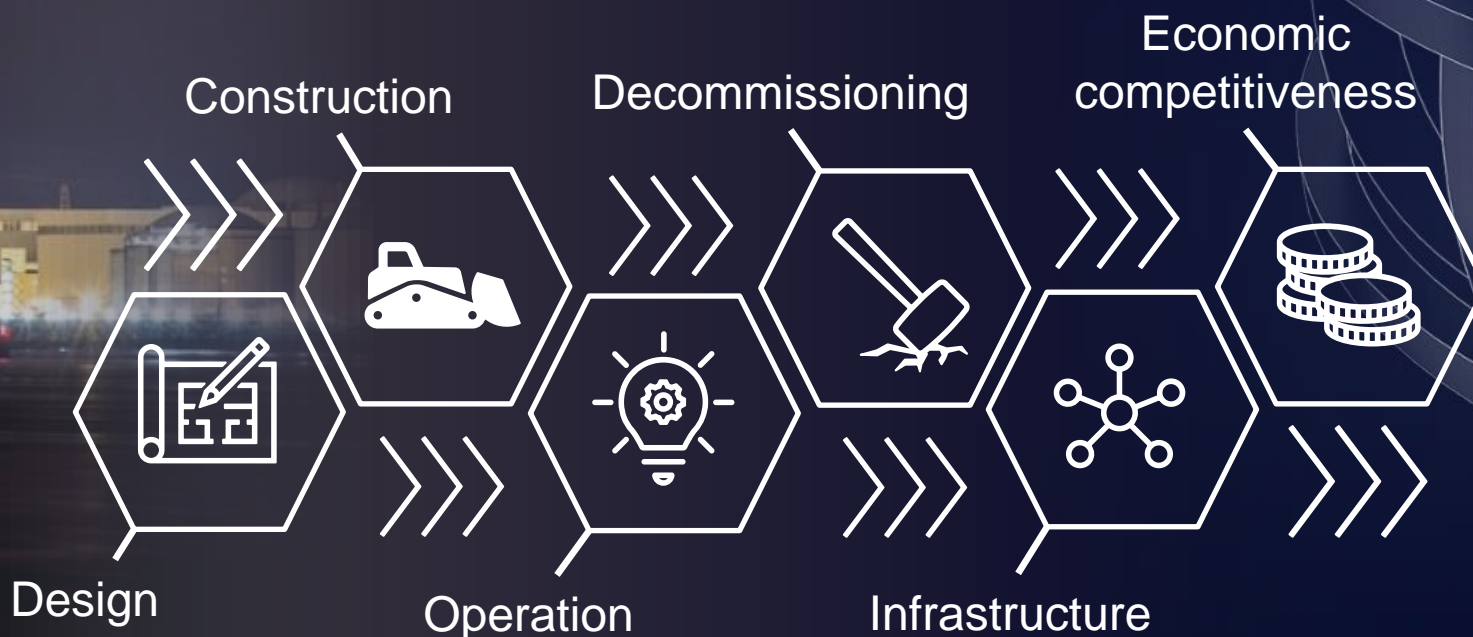 Economic
competitiveness
Construction
Decommissioning
Design
Operation
Infrastructure